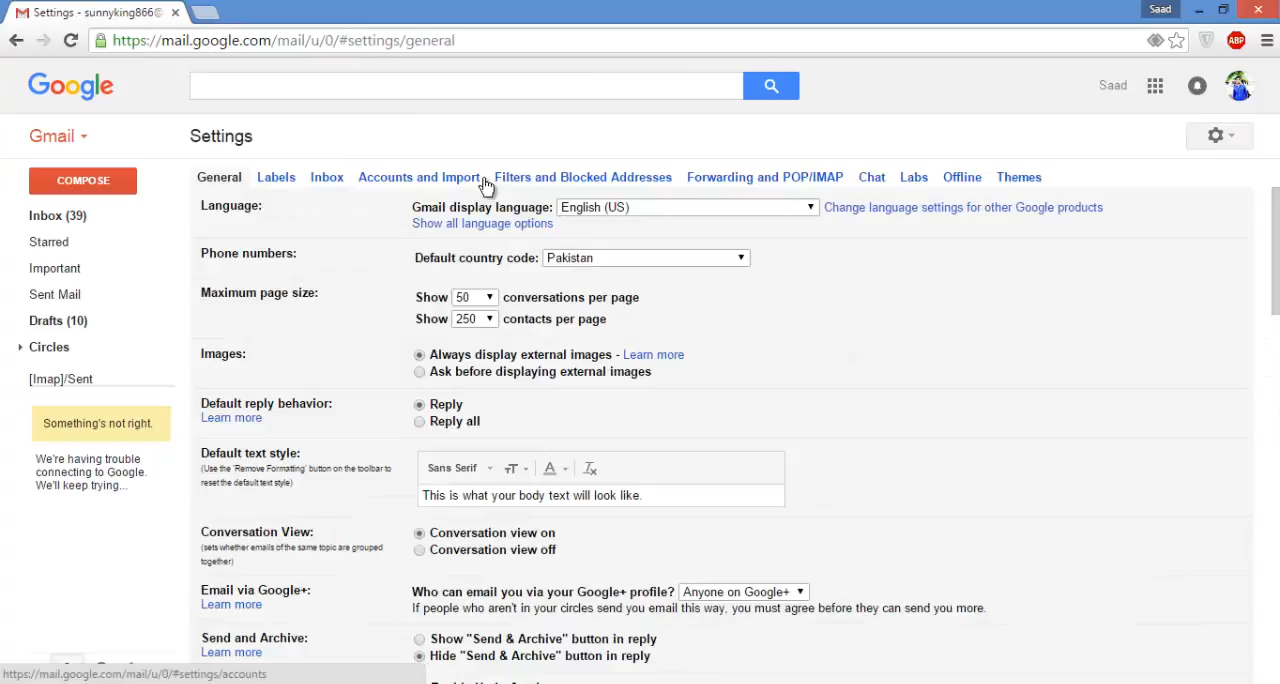 Settings - sunnyking866@
Saad
https://mail.google.com/mail/u/0/#settings/general
ABP
Google
Saad
Gmail
Settings
COMPOSE
General Labels Inbox Accounts and Import Filters and Blocked Addresses Forwarding and POP/IMAP Chat Labs Offline Themes
Inbox (39)
Starred
Important
Sent Mail
Drafts (10)
Circles
[Imap]/Sent
Something's not right.
We're having trouble
connecting to Google.
We'll keep trying...
Language:
Gmail display language: English (US) Change language settings for other Google products
Show all language options
Phone numbers:
Default country code: Pakistan
Maximum page size:
Show 50 conversations per page
Show 250 contacts per page
Images:
Always display external images - Learn more
Ask before displaying external images
Default reply behavior:
Learn more
Reply
Reply all
Default text style:
(Use the 'Remove Formatting' button on the toolbar to
reset the default text style)
Sans Serif
This is what your body text will look like.
Conversation View:
(sets whether emails of the same topic are grouped
together)
Conversation view on
Conversation view off
Email via Google+:
Learn more
Who can email you via your Google+ profile? Anyone on Google+
If people who aren't in your circles send you email this way, you must agree before they can send you more.
Send and Archive:
Learn more
Show "Send & Archive" button in reply
Hide "Send & Archive" button in reply
https://mail.google.com/mail/u/0/#settings/accounts